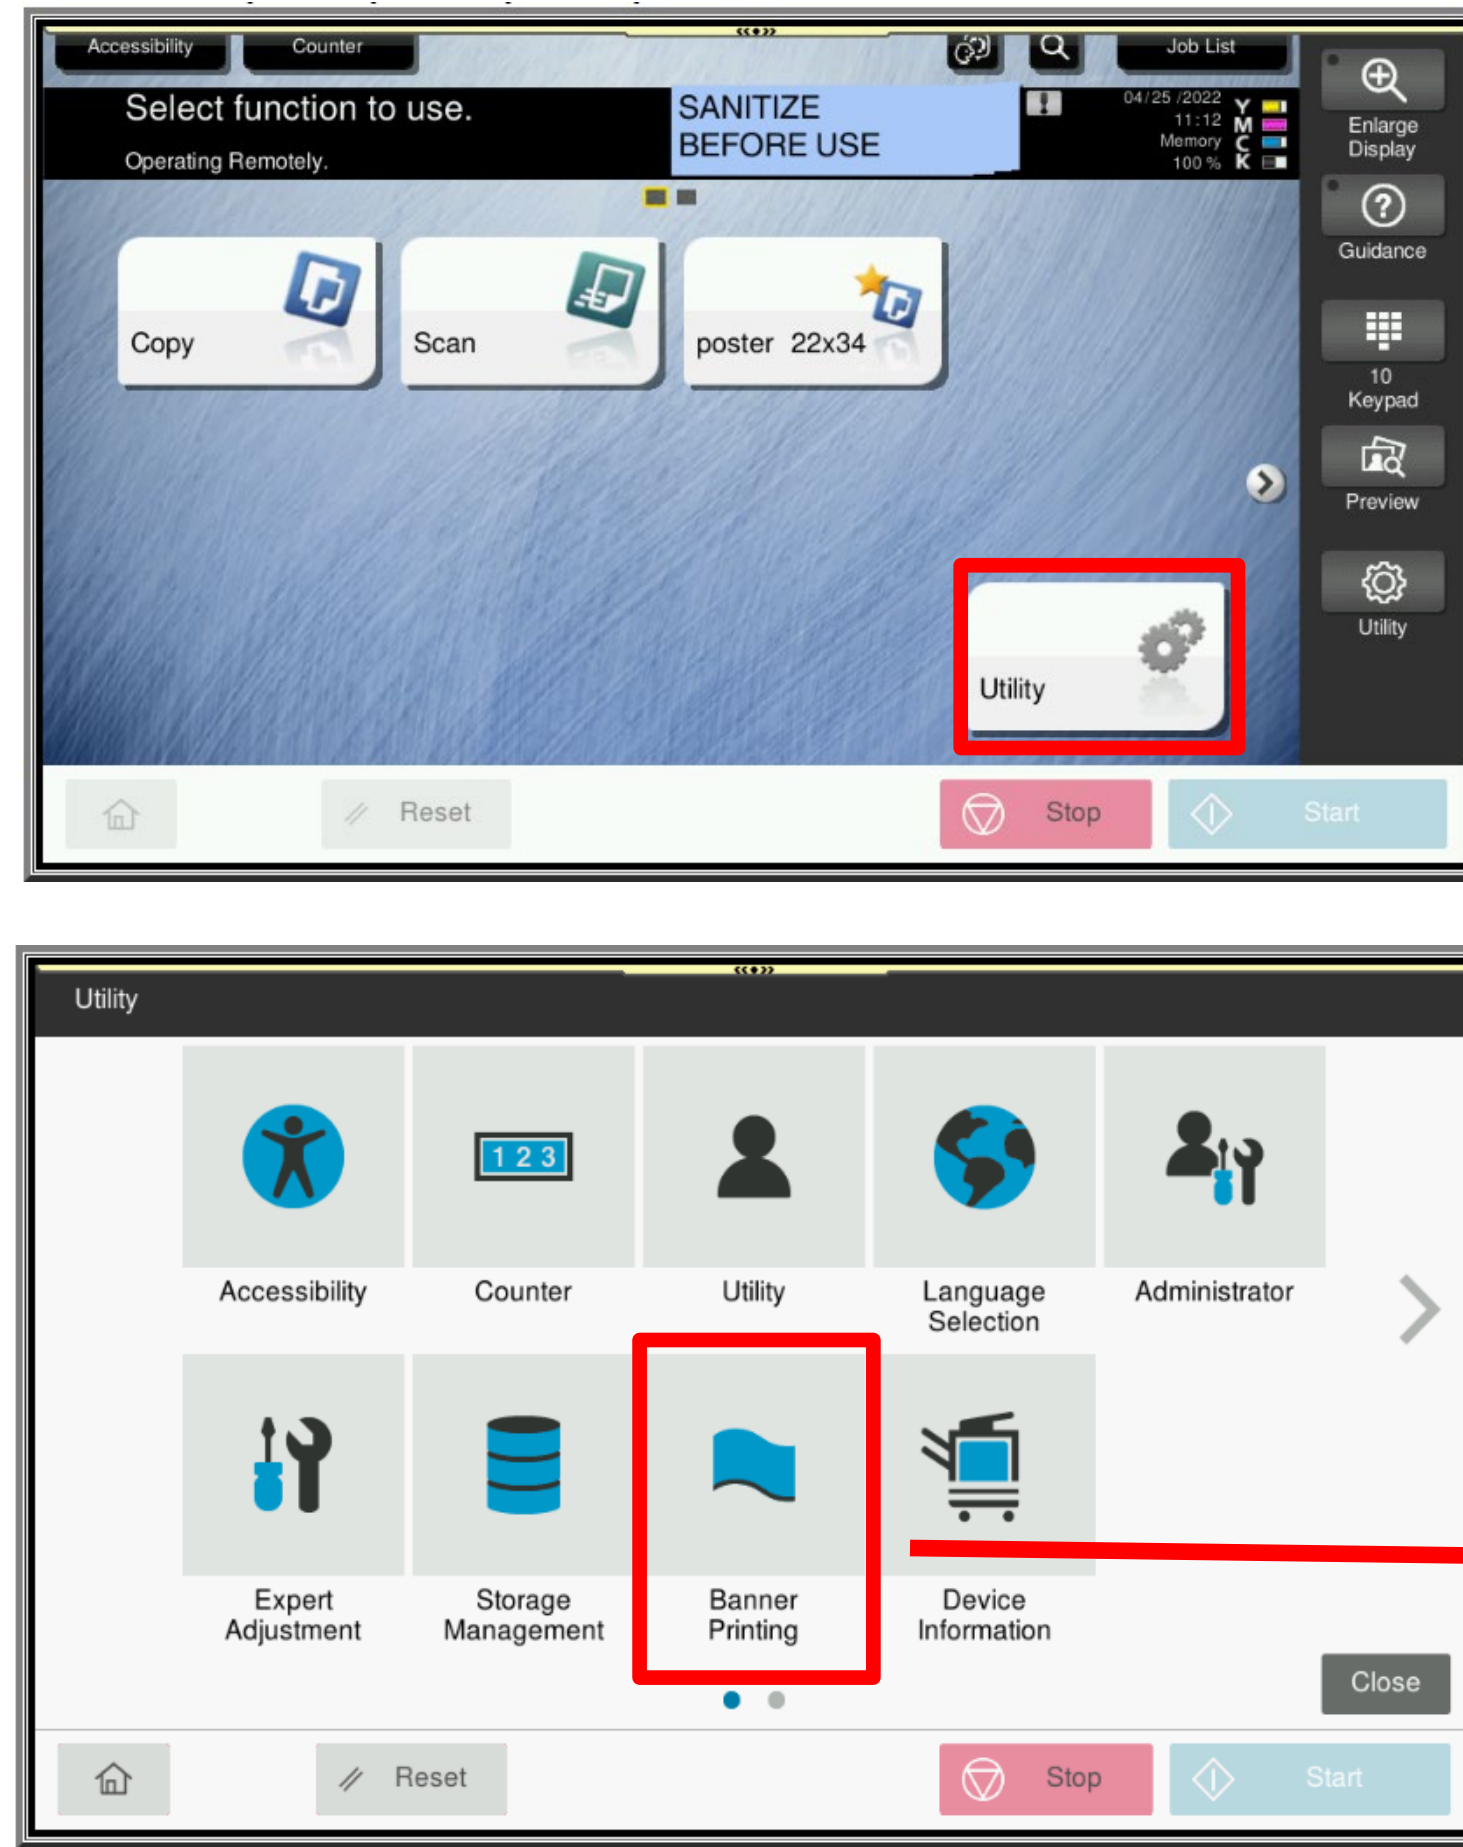 Accessibility
Counter
Job List
Select function to use.
Operating Remotely.
SANITIZE
BEFORE USE
04/25 /2022
11:12
Memory
100 %
Y
M
C
K
Enlarge
Display
Guidance
10
Keypad
Preview
Utility
Copy
Scan
poster 22x34
Utility
Reset
Stop
Start
Utility
1 2 3
Accessibility
Counter
Utility
Language
Selection
Administrator
Expert
Adjustment
Storage
Management
Banner
Printing
Device
Information
Close
Reset
Stop
Start